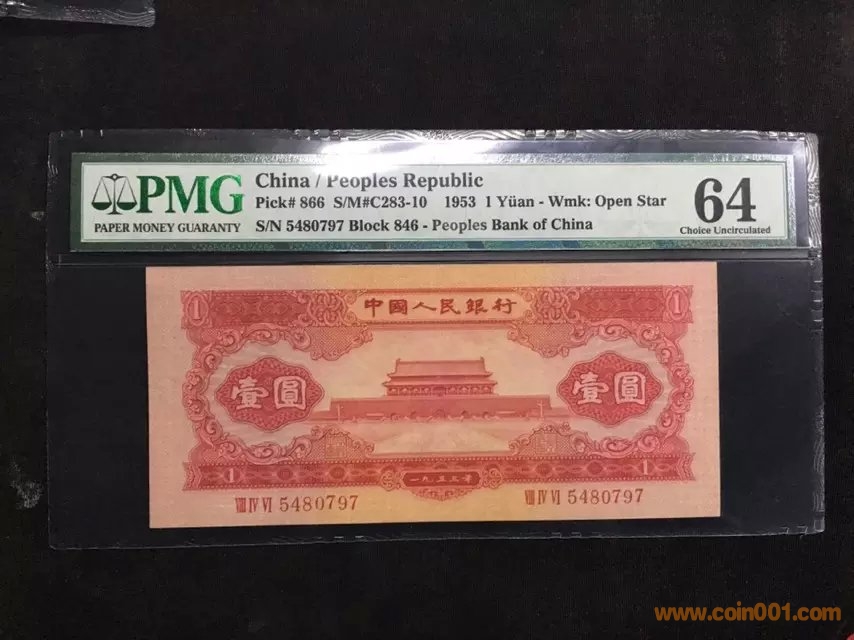 PMG
PAPER MONEY GUARANTY
China / Peoples Republic
Pick# 866 S/M#C283-10 1953 1 Yüan - Wmk: Open Star
S/N 5480797 Block 846 - Peoples Bank of China
64
Choice Uncirculated
1 中國人民銀行 1
壹圓 壹圓
1 一九五三年 1
VIII IV VI 5480797 VIII IV VI 5480797
www.coin001.com